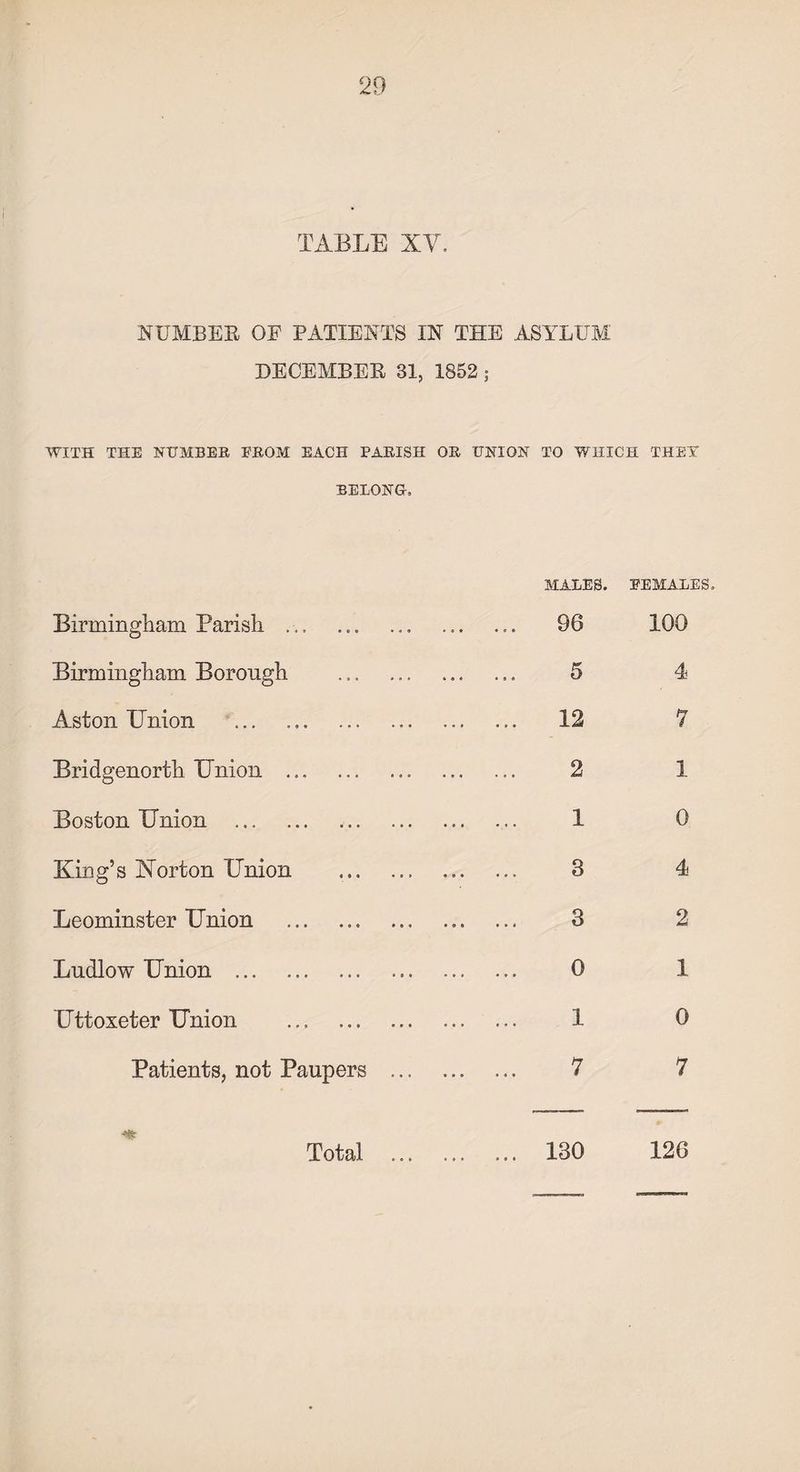 29
TABLE XV.
NUMBER OF PATIENTS IN THE ASYLUM
DECEMBER 31, 1852;
WITH THE NUMBER FROM EACH PARISH OR UNION TO WHICH THEY
BELONG.
MALES. FEMALES.
Birmingham Parish ... ... ... ... ... 96 100
Birmingham Borough ... ... ... ... 5 4
Aston Union ... ... ... ... ... ... 12 7
Bridgenorth Union ... ... ... ... ... 2 1
Boston Union ... ... ... ... ... ... 1 0
King's Norton Union ... ... ... ... 3 4
Leominster Union ... ... ... ... ... 3 2
Ludlow Union ... ... ... ... ... ... 0 1
Uttoxeter Union ... ... ... ... ... 1 0
Patients, not Paupers ... ... ... 7 7
Total ... ... ... 130 126